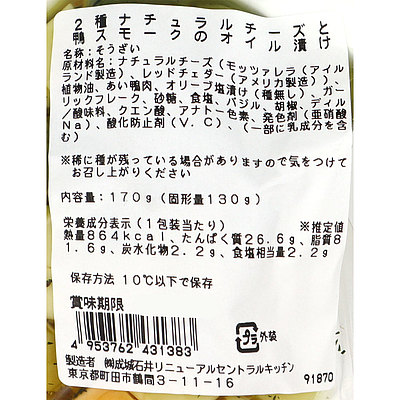 2種ナチュラルチーズと
鴨スモークのオイル漬け
名称:そうざい
原材料名:ナチュラルチーズ(モッツァレラ(アイル
ランド製造)、レッドチェダー(アメリカ製造))、
植物油、あい鴨肉、オリーブ塩漬け(種無し)、ガー
リックフレーク、砂糖、食塩、バジル、胡椒、ディル
/酸味料、クエン酸、アナトー色素、発色剤(亜硝酸
Na)、酸化防止剤(V.C)、(一部に乳成分を含
む)
※稀に種が残っている場合がありますので気をつけて
お召し上がりください
内容量:170g(固形量130g)
栄養成分表示(1包装当たり) ※推定値
熱量864kcal、たんぱく質26.6g、脂質8
1.6g、炭水化物2.2g、食塩相当量2.2g
保存方法 10℃以下で保存
賞味期限
4 953762 431383
プラ 外装
製造者 ㈱成城石井リニューアルセントラルキッチン
東京都町田市鶴間3-11-16
91870